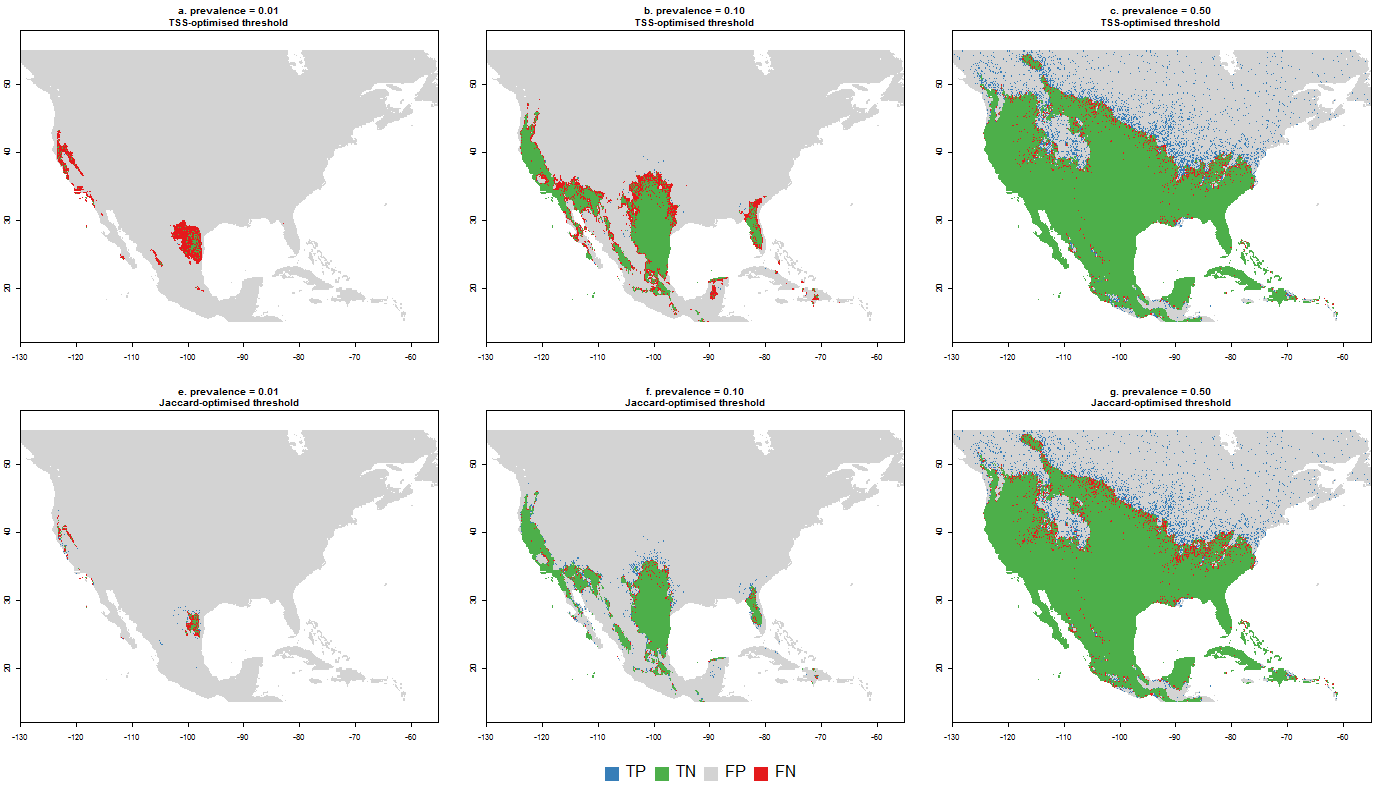 a. prevalence = 0.01
TSS-optimised threshold
50
40
30
20
-130 -120 -110 -100 -90 -80 -70 -60
b. prevalence = 0.10
TSS-optimised threshold
50
40
30
20
-130 -120 -110 -100 -90 -80 -70 -60
c. prevalence = 0.50
TSS-optimised threshold
50
40
30
20
-130 -120 -110 -100 -90 -80 -70 -60
e. prevalence = 0.01
Jaccard-optimised threshold
50
40
30
20
-130 -120 -110 -100 -90 -80 -70 -60
f. prevalence = 0.10
Jaccard-optimised threshold
50
40
30
20
-130 -120 -110 -100 -90 -80 -70 -60
g. prevalence = 0.50
Jaccard-optimised threshold
50
40
30
20
-130 -120 -110 -100 -90 -80 -70 -60
TP TN FP FN